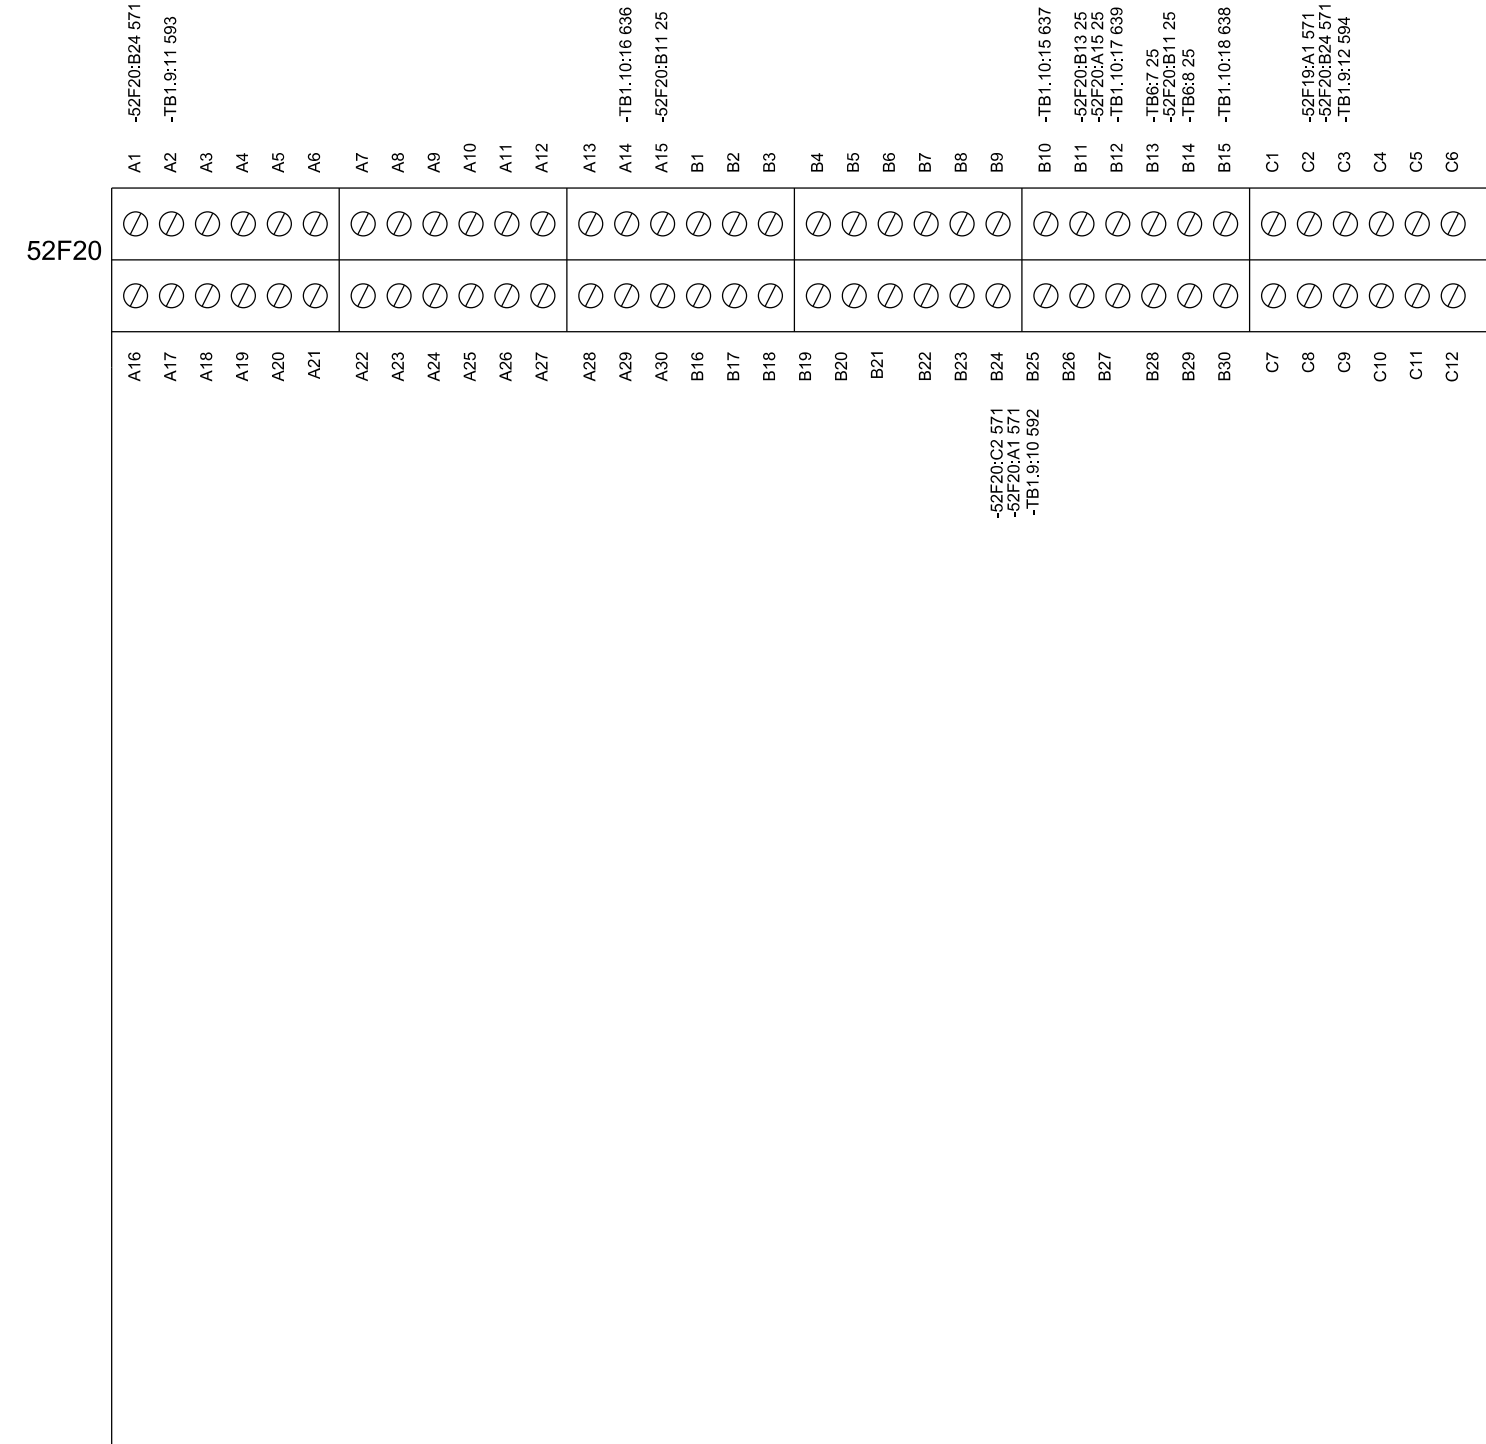 -52F20:B24 571
-TB1.9:11 593
-TB1.10:16 636
-52F20:B11 25
-TB1.10:15 637
-52F20:B13 25
-52F20:A15 25
-TB1.10:17 639
-TB6:7 25
-52F20:B11 25
-TB6:8 25
-TB1.10:18 638
-52F19:A1 571
-52F20:B24 571
-TB1.9:12 594
A1 A2 A3 A4 A5 A6 A7 A8 A9 A10 A11 A12 A13 A14 A15 B1 B2 B3 B4 B5 B6 B7 B8 B9 B10 B11 B12 B13 B14 B15 C1 C2 C3 C4 C5 C6
52F20
A16 A17 A18 A19 A20 A21 A22 A23 A24 A25 A26 A27 A28 A29 A30 B16 B17 B18 B19 B20 B21 B22 B23 B24 B25 B26 B27 B28 B29 B30 C7 C8 C9 C10 C11 C12
-52F20:C2 571
-52F20:A1 571
-TB1.9:10 592